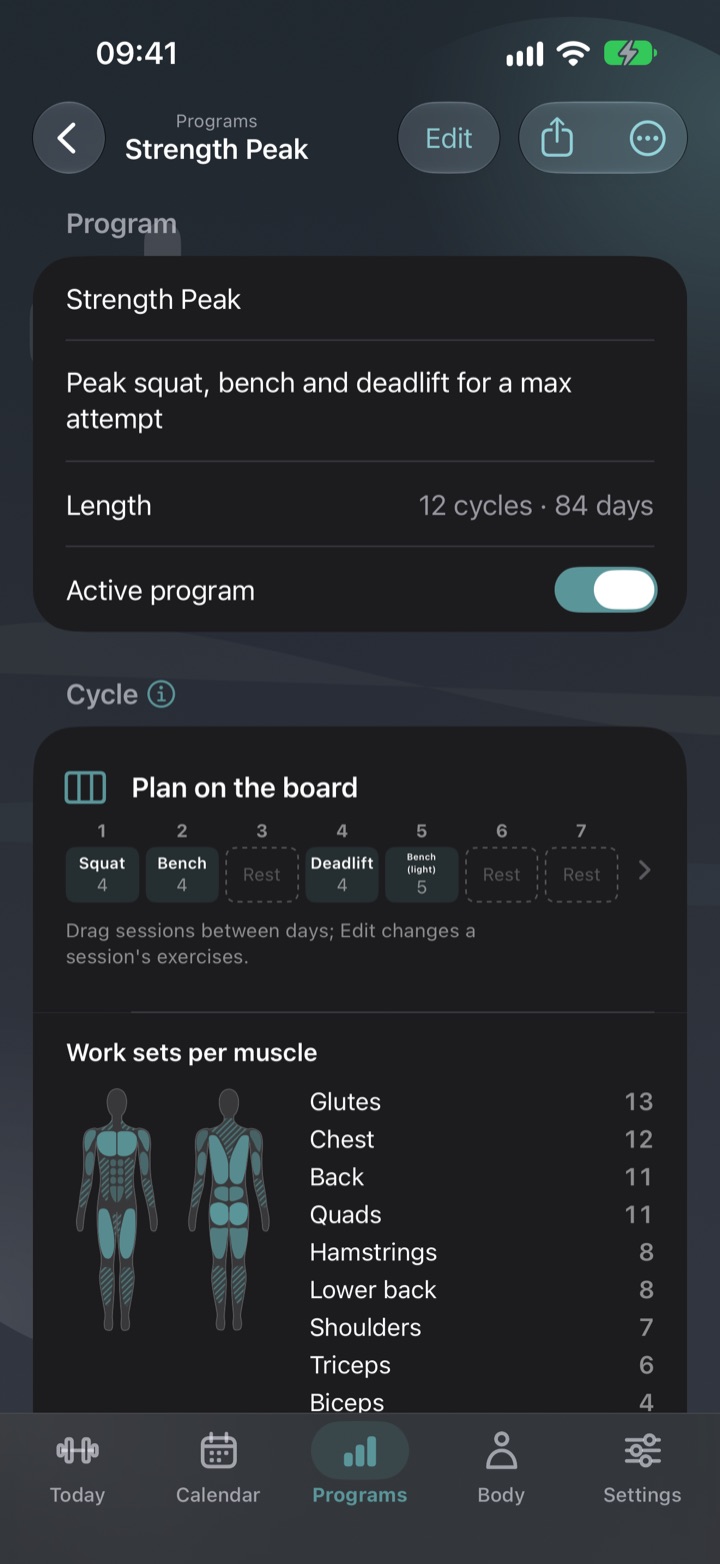 09:41
Programs
Strength Peak
Edit
Program
Strength Peak
Peak squat, bench and deadlift for a max
attempt
Length 12 cycles · 84 days
Active program
Cycle
Plan on the board
1 2 3 4 5 6 7
Squat
4
Bench
4
Rest
Deadlift
4
Bench
(light)
5
Rest
Rest
Drag sessions between days; Edit changes a
session's exercises.
Work sets per muscle
Glutes 13
Chest 12
Back 11
Quads 11
Hamstrings 8
Lower back 8
Shoulders 7
Triceps 6
Biceps 4
Today
Calendar
Programs
Body
Settings